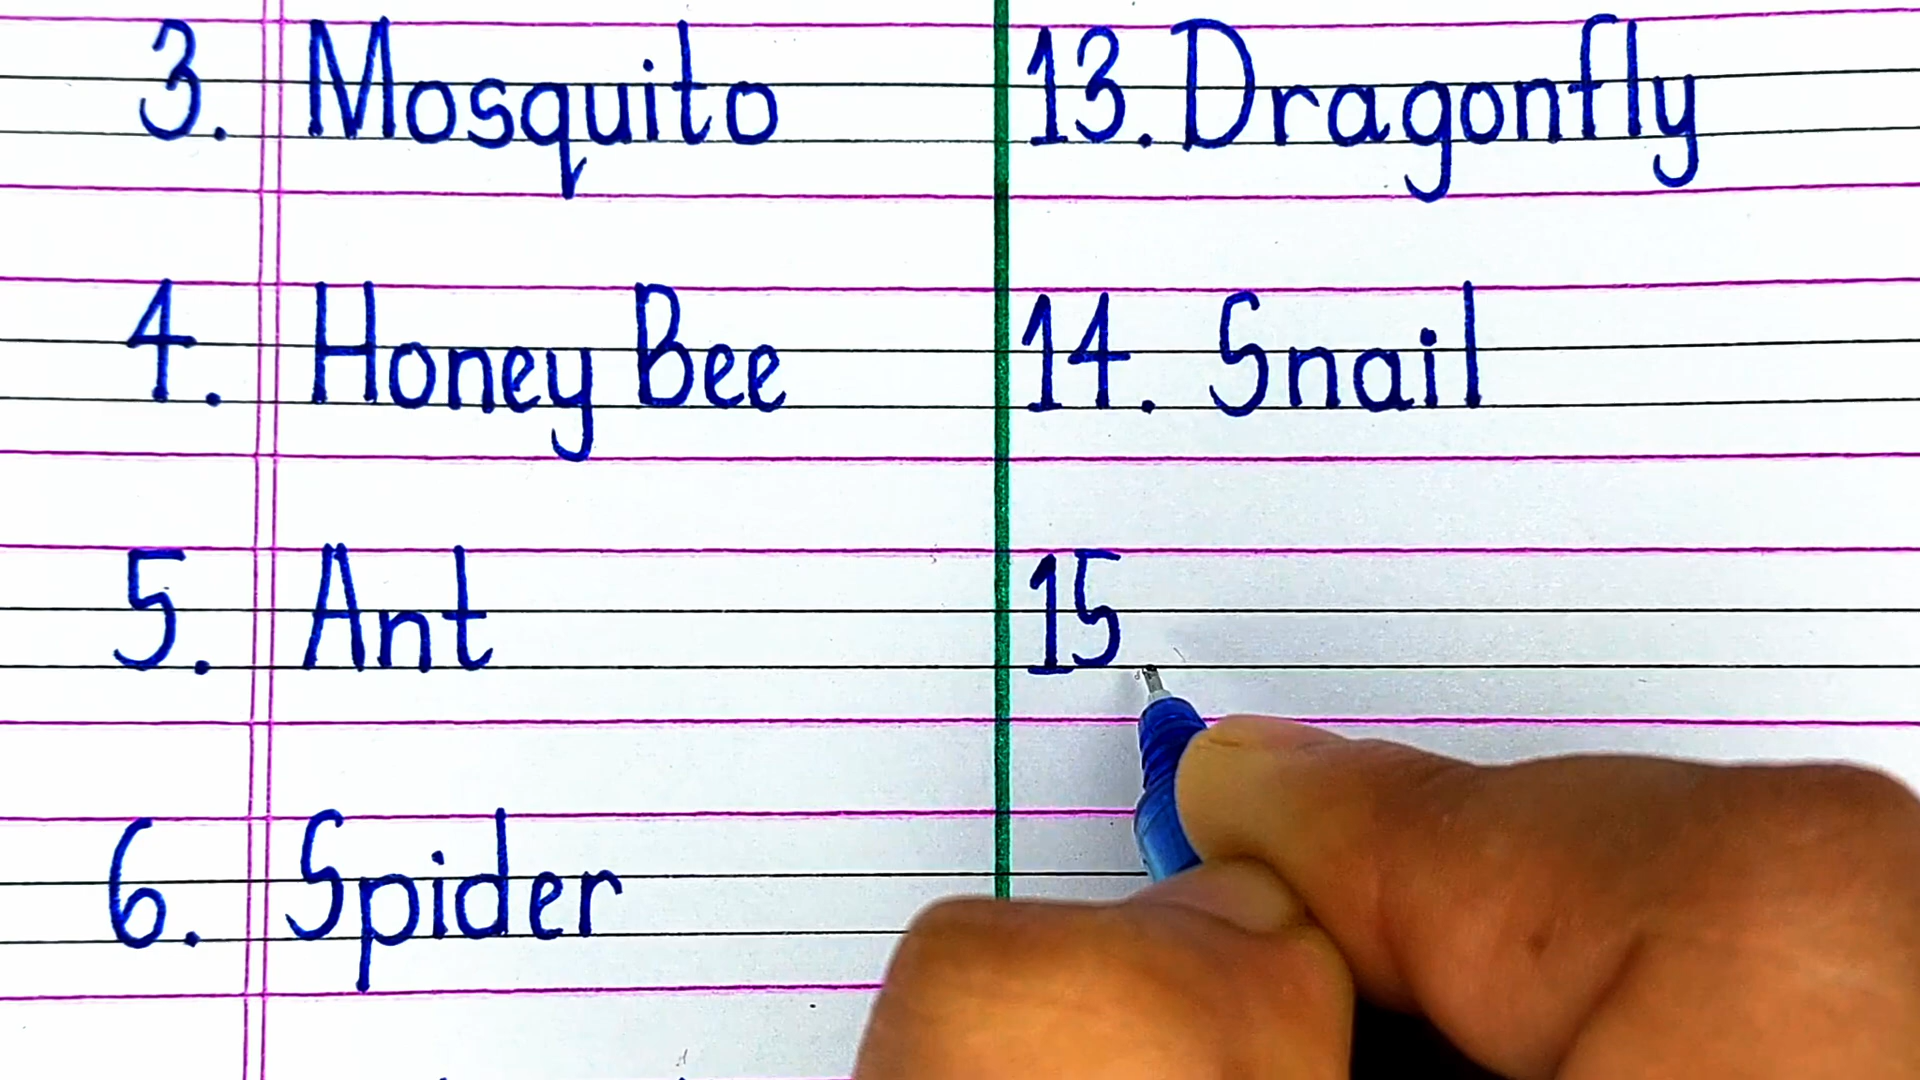 3. Mosquito
4. Honey Bee
5. Ant
6. Spider
13. Dragonfly
14. Snail
15